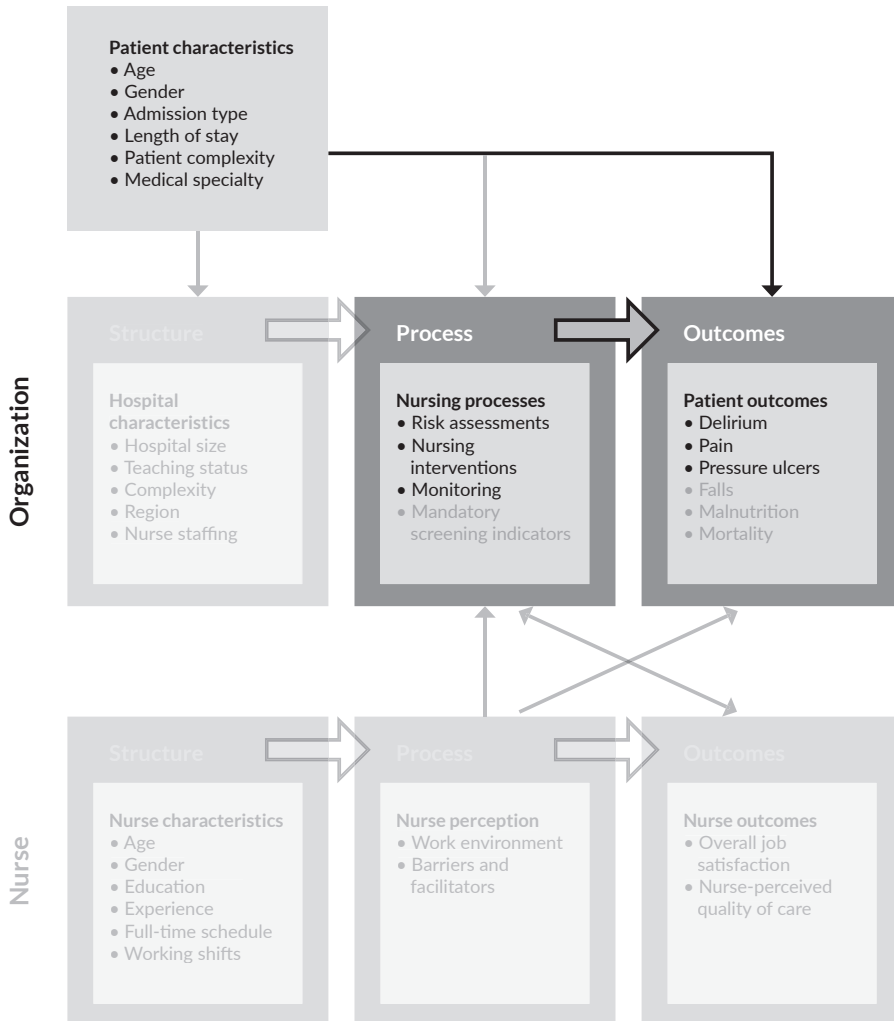 Patient characteristics
• Age
• Gender
• Admission type
• Length of stay
• Patient complexity
• Medical specialty
Organization
Structure
Hospital
characteristics
• Hospital size
• Teaching status
• Complexity
• Region
• Nurse staffing
Process
Nursing processes
• Risk assessments
• Nursing
interventions
• Monitoring
• Mandatory
screening indicators
Outcomes
Patient outcomes
• Delirium
• Pain
• Pressure ulcers
• Falls
• Malnutrition
• Mortality
Nurse
Structure
Nurse characteristics
• Age
• Gender
• Education
• Experience
• Full-time schedule
• Working shifts
Process
Nurse perception
• Work environment
• Barriers and
facilitators
Outcomes
Nurse outcomes
• Overall job
satisfaction
• Nurse-perceived
quality of care